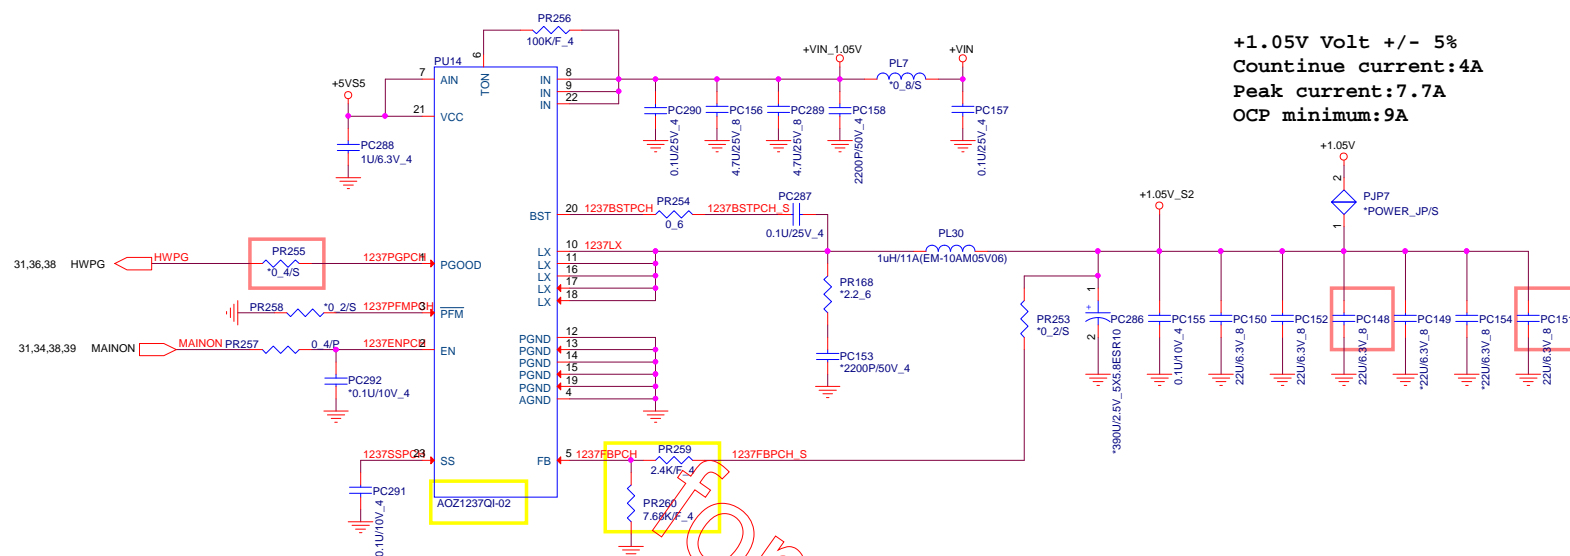 PR256
100K/F_4
+1.05V Volt +/- 5%
Countinue current:4A
Peak current:7.7A
OCP minimum:9A
+VIN_1.05V
+VIN
PL7
*0_8/S
PU14
6
TON
+5VS5
7
AIN
21
VCC
IN
8
IN
9
IN
22
PC290
0.1U/25V_4
PC156
4.7U/25V_8
PC289
4.7U/25V_8
PC158
2200P/50V_4
PC157
0.1U/25V_4
PC288
1U/6.3V_4
+1.05V
2
PJP7
*POWER_JP/S
1
+1.05V_S2
BST
20
1237BSTPCH
PR254
0_6
1237BSTPCH_S
PC287
0.1U/25V_4
LX
10
1237LX
LX
11
LX
16
LX
17
LX
18
PL30
1uH/11A(EM-10AM05V06)
31,36,38
HWPG
HWPG
PR255
*0_4/S
1237PGPCH
1
PGOOD
PR258
*0_2/S
1237PFMPCH
3
PFM
31,34,38,39
MAINON
MAINON
PR257
0_4/P
1237ENPCH
2
EN
PC292
*0.1U/10V_4
PR168
*2.2_6
PC153
*2200P/50V_4
PGND
12
PGND
13
PGND
14
PGND
15
PGND
19
AGND
4
PR253
*0_2/S
1
+
PC286
2
*390U/2.5V_5X5.8ESR10
PC155
0.1U/10V_4
PC150
22U/6.3V_8
PC152
22U/6.3V_8
PC148
22U/6.3V_8
PC149
*22U/6.3V_8
PC154
*22U/6.3V_8
PC151
22U/6.3V_8
1237SSPCH
23
SS
PC291
0.1U/10V_4
FB
5
1237FBPCH
PR259
2.4K/F_4
1237FBPCH_S
PR260
7.68K/F_4
AOZ1237QI-02
for